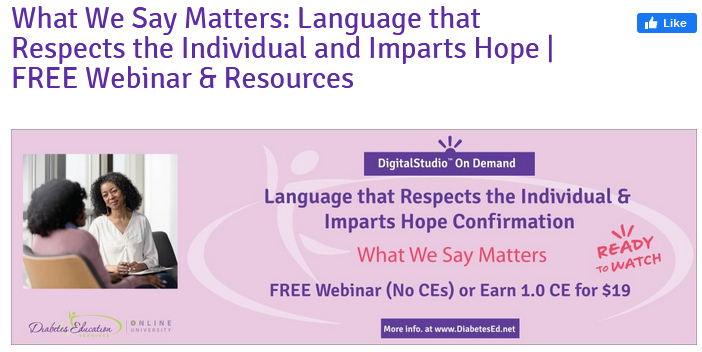 What We Say Matters: Language that
Respects the Individual and Imparts Hope |
FREE Webinar & Resources
Like
DigitalStudio™ On Demand
Language that Respects the Individual &
Imparts Hope Confirmation
What We Say Matters
READY
TO WATCH
FREE Webinar (No CEs) or Earn 1.0 CE for $19
Diabetes Education
SERVICES
ONLINE
UNIVERSITY
More info. at www.DiabetesEd.net